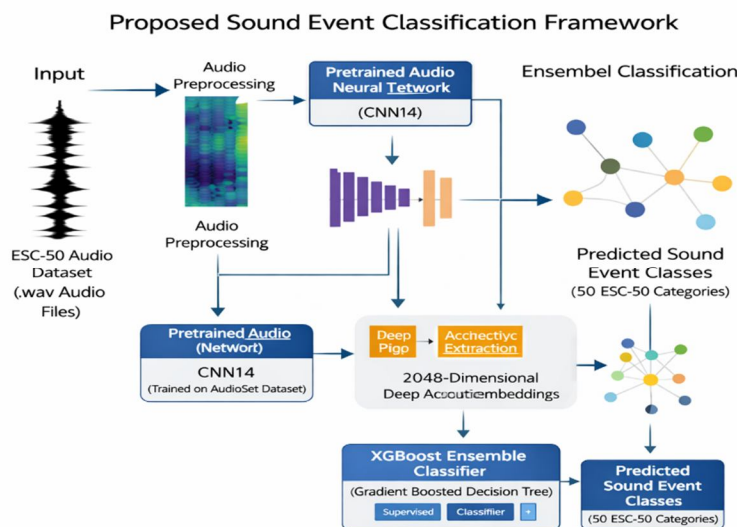 Proposed Sound Event Classification Framework
Input
Audio
Preprocessing
Pretrained Audio
Neural Tetwork
(CNN14)
Ensembel Classification
Audio
Preprocessing
ESC-50 Audio
Dataset
(.wav Audio
Files)
Predicted Sound
Event Classes
(50 ESC-50 Categories)
Pretrained Audio
(Networt)
CNN14
(Trained on AudioSet Dataset)
Deep
Pigp
Acchectiyc
Extrraction
2048-Dimensional
Deep Acouticembeddings
XGBoost Ensemble
Classifier
(Gradient Boosted Decision Tree)
Supervised
Classifiier
+
Predicted
Sound Event
Classes
(50 ESC-50 Categories)